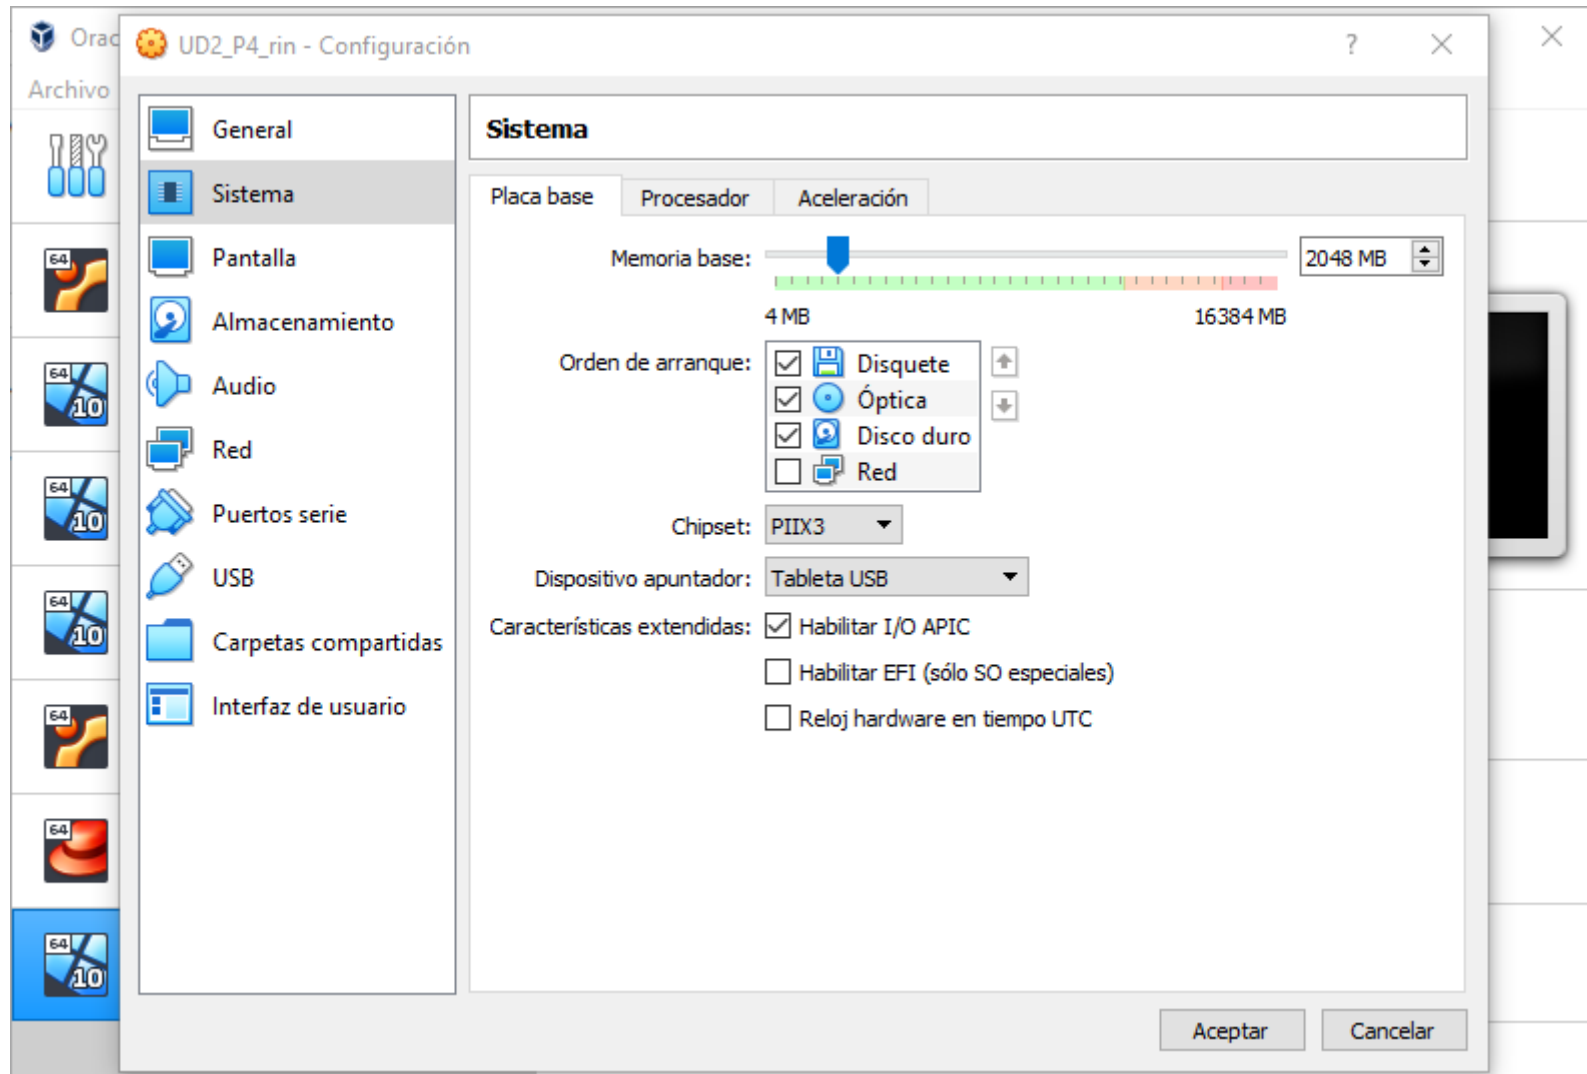 Orac
UD2_P4_rin - Configuración
?
Archivo
General
Sistema
Pantalla
Almacenamiento
Audio
Red
Puertos serie
USB
Carpetas compartidas
Interfaz de usuario
Sistema
Placa base Procesador Aceleración
Memoria base: 2048 MB
4 MB 16384 MB
Orden de arranque:
Disquete
Óptica
Disco duro
Red
Chipset: PIIX3
Dispositivo apuntador: Tableta USB
Características extendidas: Habilitar I/O APIC
Habilitar EFI (sólo SO especiales)
Reloj hardware en tiempo UTC
Aceptar Cancelar
64
64
10
64
10
64
10
64
64
64
10